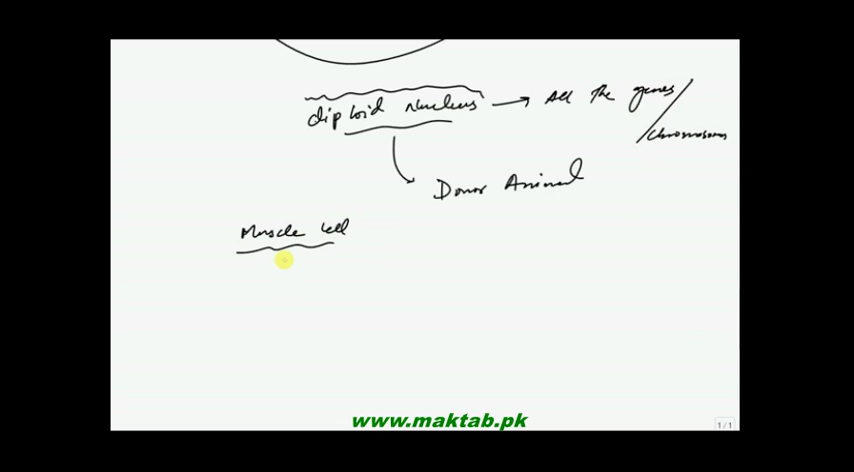 diploid Nucleus → All the genes/
/chromosomes
Donor Animal
Muscle cell
www.maktab.pk
1/1